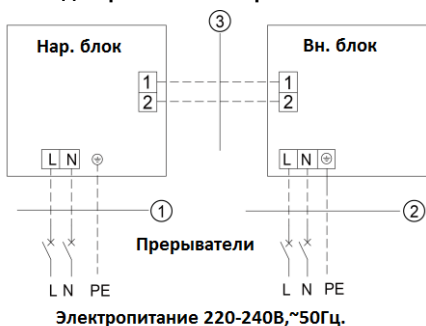 3
Нар. блок
Вн. блок
1
2
1
2
L N
L N
1
2
Прерыватели
L N PE
L N PE
Электропитание 220-240В,~50Гц.